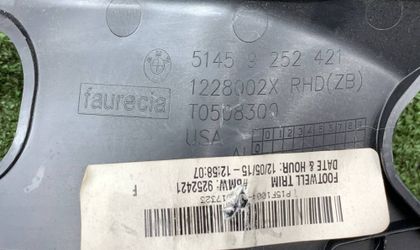 5145 9 252 421
1228002X RHD(ZB)
faurecia
T0508300
USA
0 1 2 3 4 5 6 7 8 9
FOOTWELL TRIM
DATE & HOUR: 12/05/15 - 12:58:07
#BMW: 9252421
F